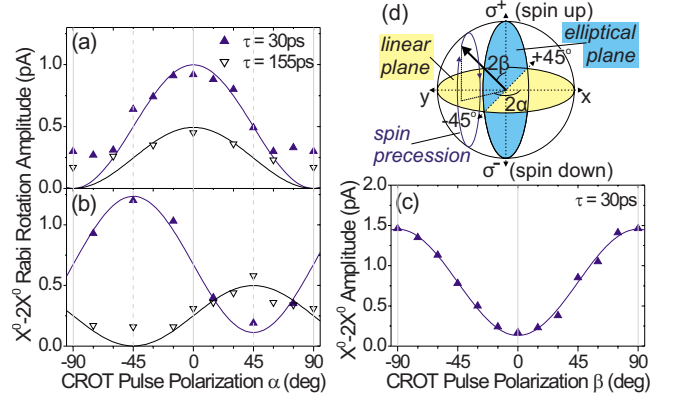 (a)
τ = 30ps
τ = 155ps
1.0
0.5
0.0
(b)
1.0
0.5
0.0
X⁰-2X⁰ Rabi Rotation Amplitude (pA)
-90 -45 0 45 90
CROT Pulse Polarization α (deg)
(d)
σ⁺ (spin up)
linear
plane
elliptical
plane
+45°
2β
y
x
2α
-45°
spin
precession
σ⁻ (spin down)
(c)
τ = 30ps
2.0
1.5
1.0
0.5
0.0
X⁰-2X⁰ Amplitude (pA)
-90 -45 0 45 90
CROT Pulse Polarization β (deg)